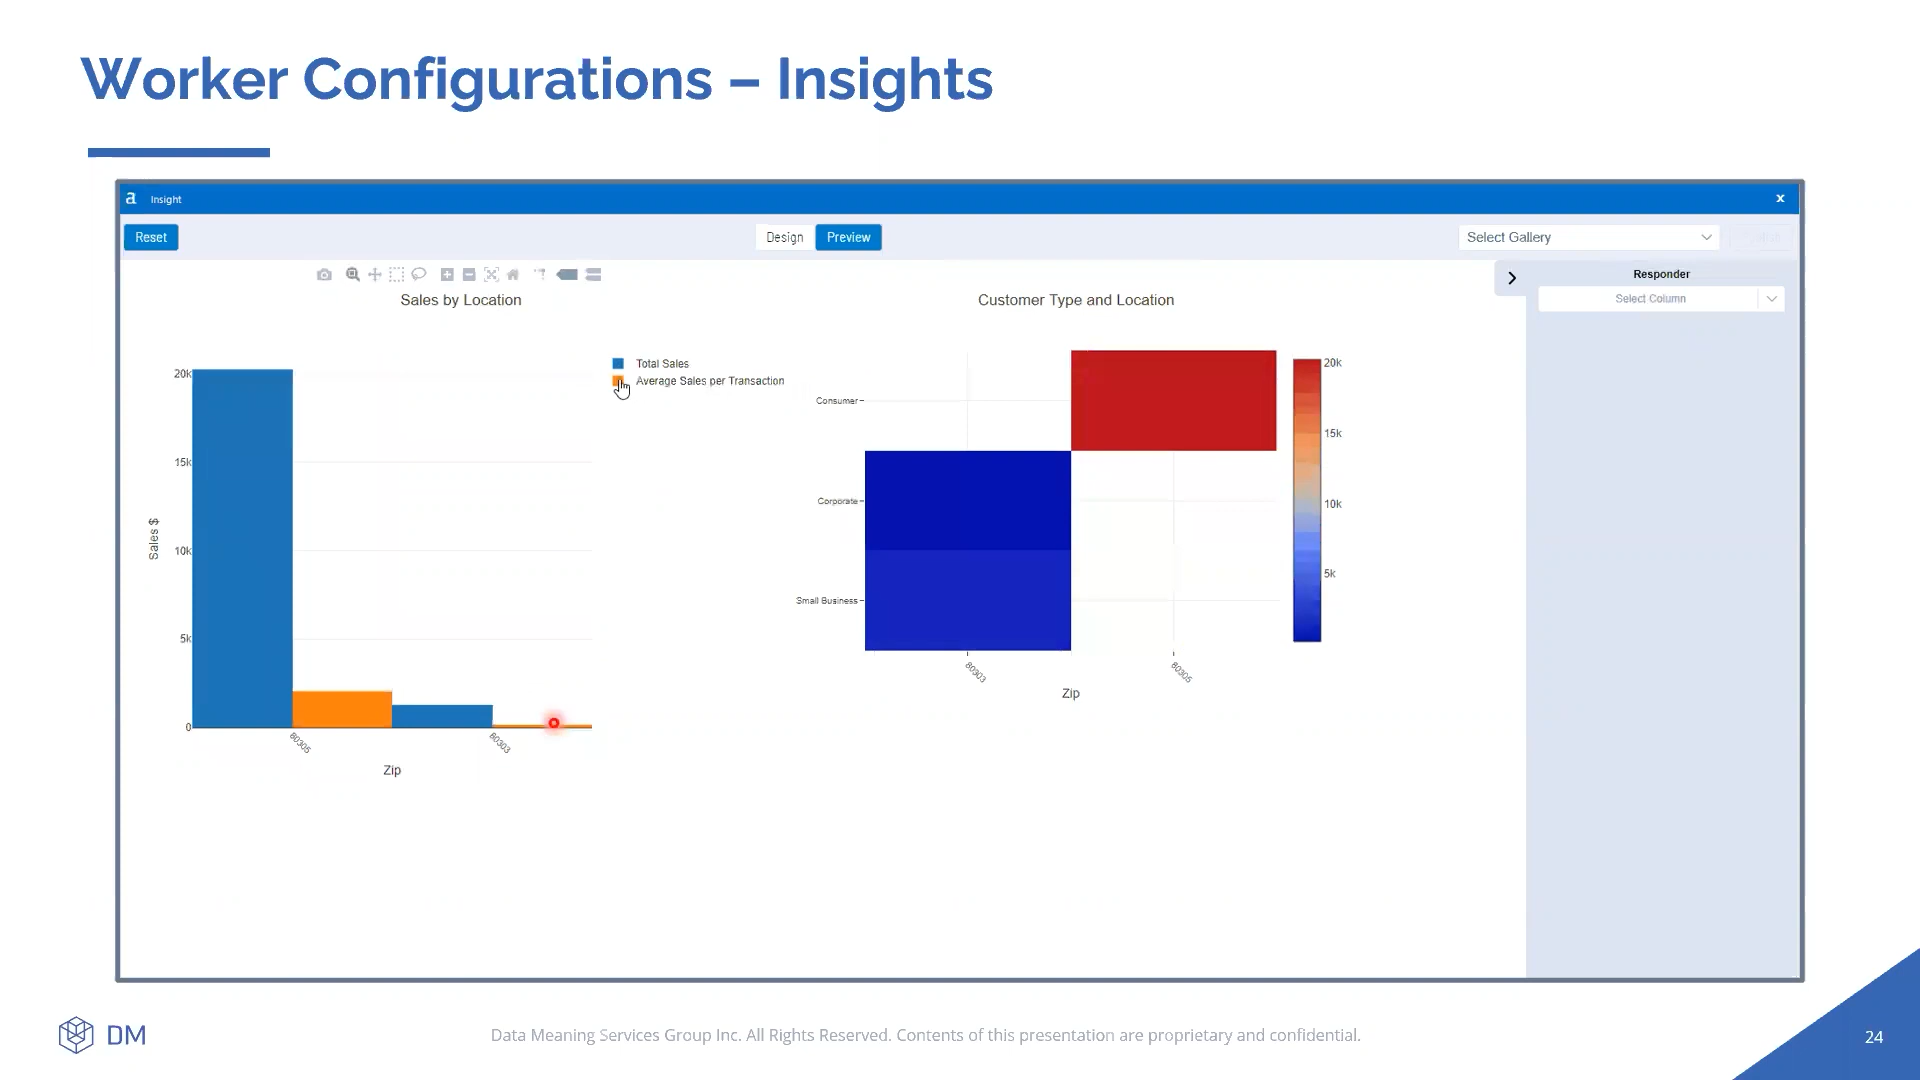 Worker Configurations – Insights
a Insight x
Reset
Design Preview
Select Gallery
Responder
Select Column
Sales by Location
Total Sales
Average Sales per Transaction
20k
15k
10k
5k
0
Sales $
80305
80303
Zip
Customer Type and Location
Consumer
Corporate
Small Business
80303
80305
Zip
20k
15k
10k
5k
DM
Data Meaning Services Group Inc. All Rights Reserved. Contents of this presentation are proprietary and confidential.
24